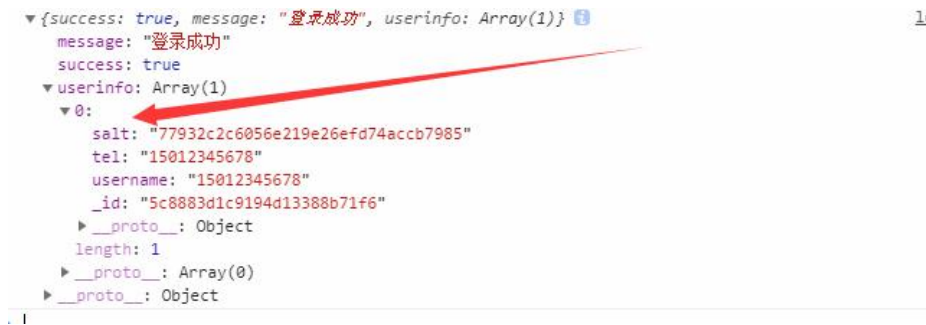 ▼{success: true, message: "登录成功", userinfo: Array(1)}
message: "登录成功"
success: true
▼userinfo: Array(1)
▼0:
salt: "77932c2c6056e219e26efd74accb7985"
tel: "15012345678"
username: "15012345678"
_id: "5c8883d1c9194d13388b71f6"
▶__proto__: Object
length: 1
▶__proto__: Array(0)
▶__proto__: Object